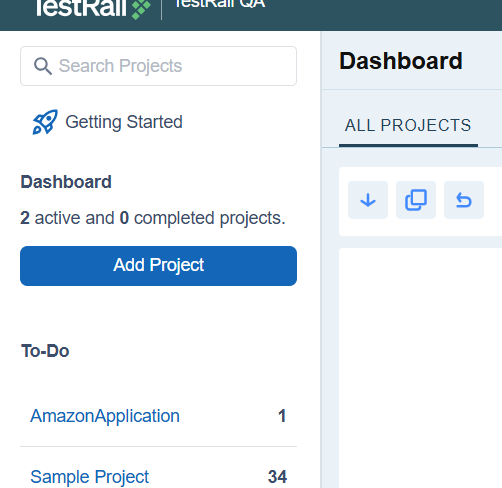 TestRail
TestRail QA
Search Projects
Getting Started
Dashboard
2 active and 0 completed projects.
Add Project
To-Do
AmazonApplication 1
Sample Project 34
Dashboard
ALL PROJECTS